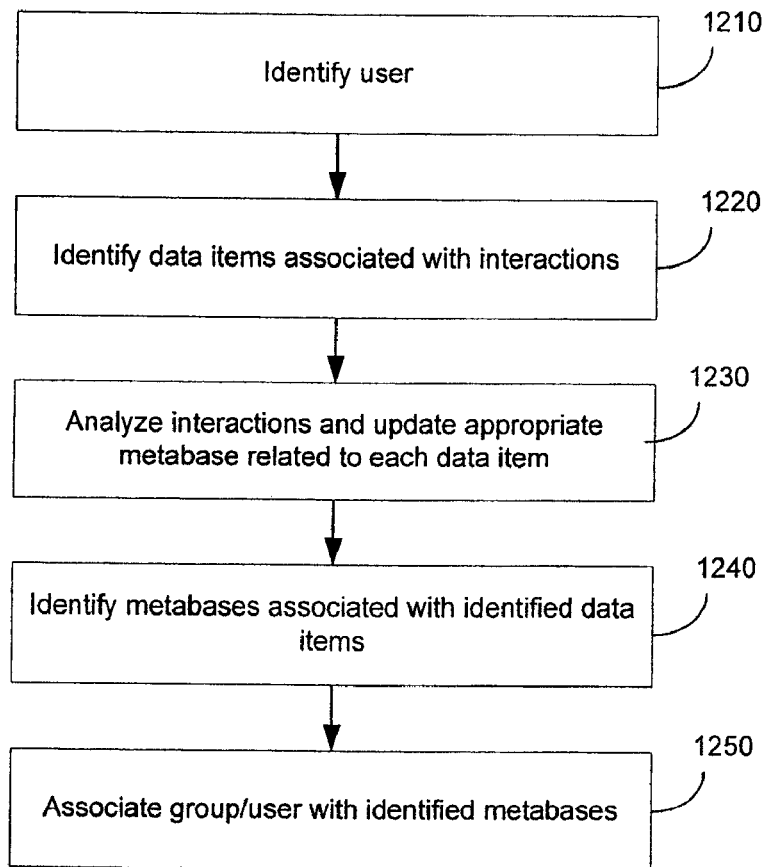 1210
Identify user
1220
Identify data items associated with interactions
1230
Analyze interactions and update appropriate
metabase related to each data item
1240
Identify metabases associated with identified data
items
1250
Associate group/user with identified metabases